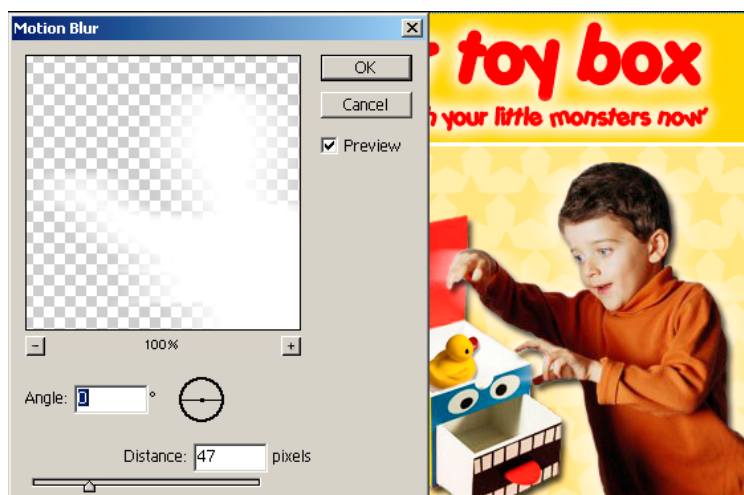 Motion Blur
OK
Cancel
Preview
100%
Angle: 0 °
Distance: 47 pixels
toy box
your little monsters now'